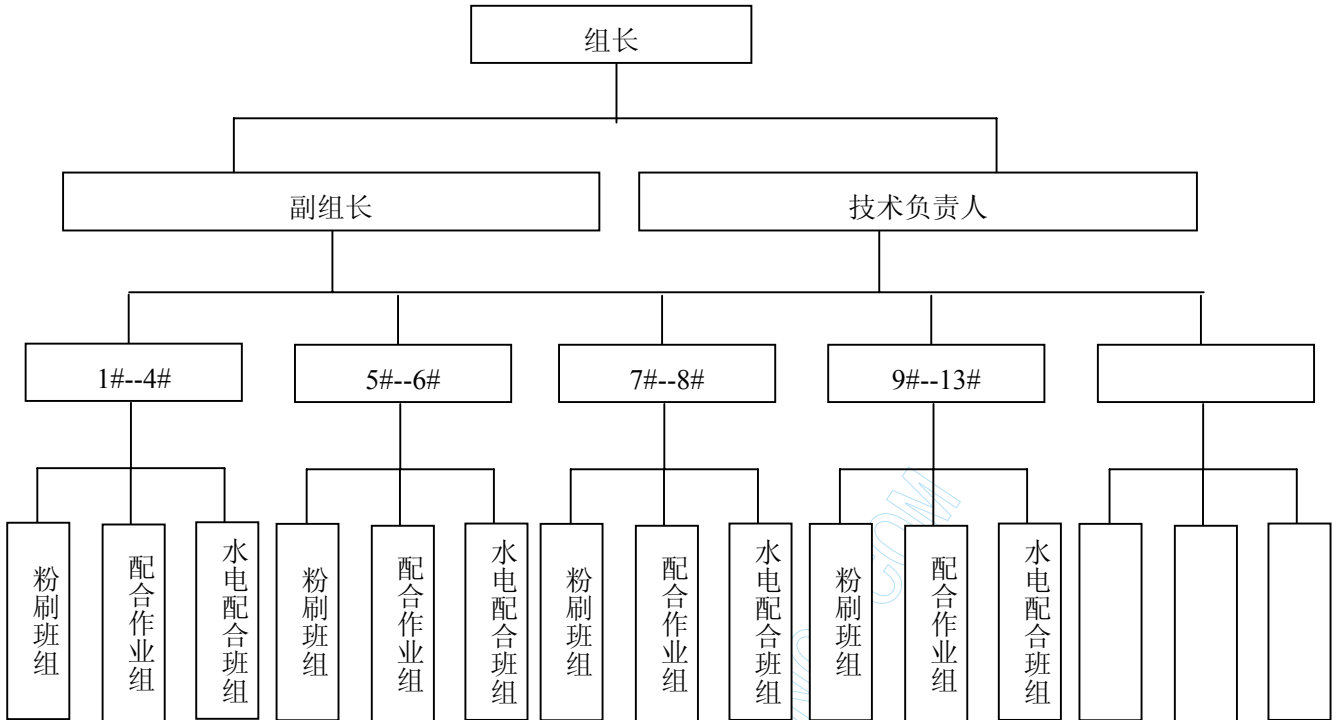 组长
副组长
技术负责人
1#--4#
5#--6#
7#--8#
9#--13#
粉刷班组
配合作业组
水电配合班组
粉刷班组
配合作业组
水电配合班组
粉刷班组
配合作业组
水电配合班组
粉刷班组
配合作业组
水电配合班组